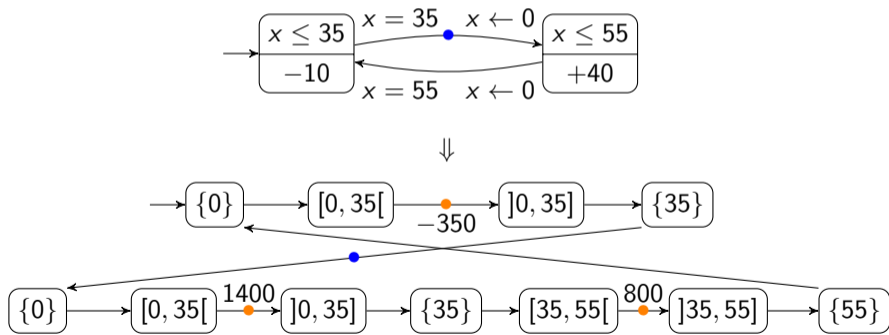 x = 35 x ← 0
x ≤ 35 x ≤ 55
−10 +40
x = 55 x ← 0
⇓
{0} [0, 35[ ]0, 35] {35}
−350
1400 800
{0} [0, 35[ ]0, 35] {35} [35, 55[ ]35, 55] {55}